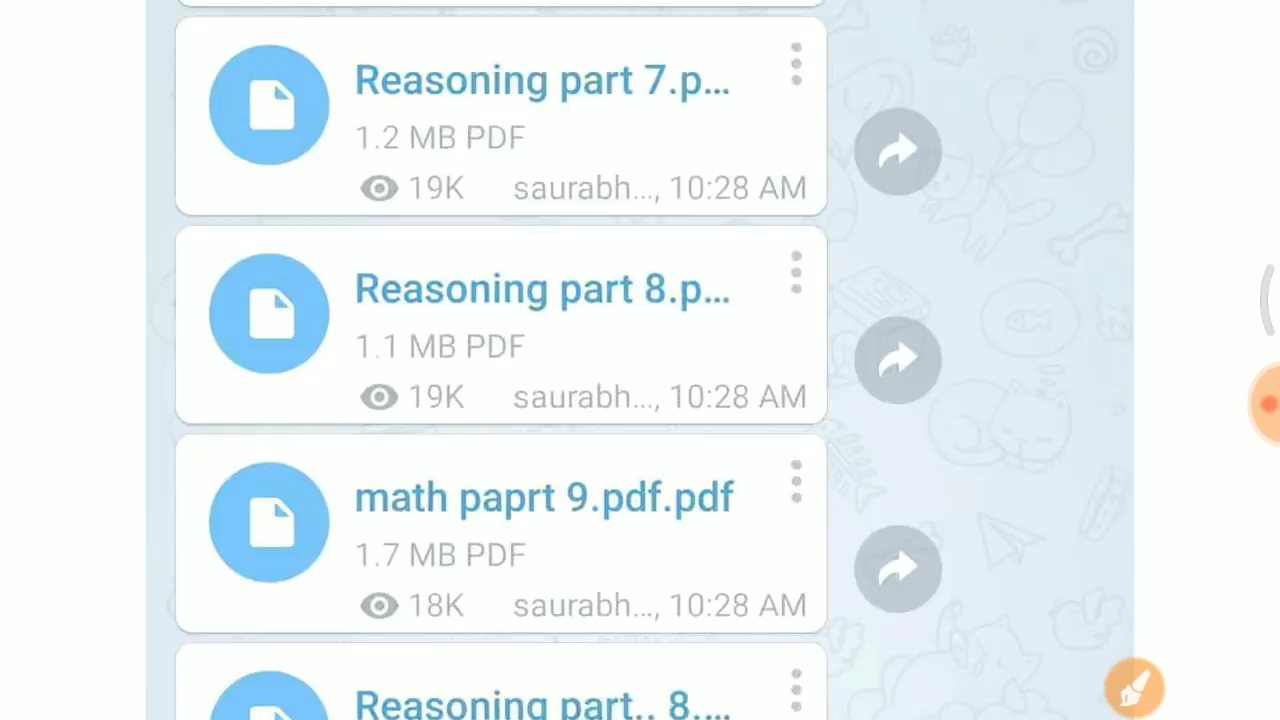 Reasoning part 7.p...
1.2 MB PDF
19K saurabh..., 10:28 AM
Reasoning part 8.p...
1.1 MB PDF
19K saurabh..., 10:28 AM
math paprt 9.pdf.pdf
1.7 MB PDF
18K saurabh..., 10:28 AM
Reasoning part.. 8....